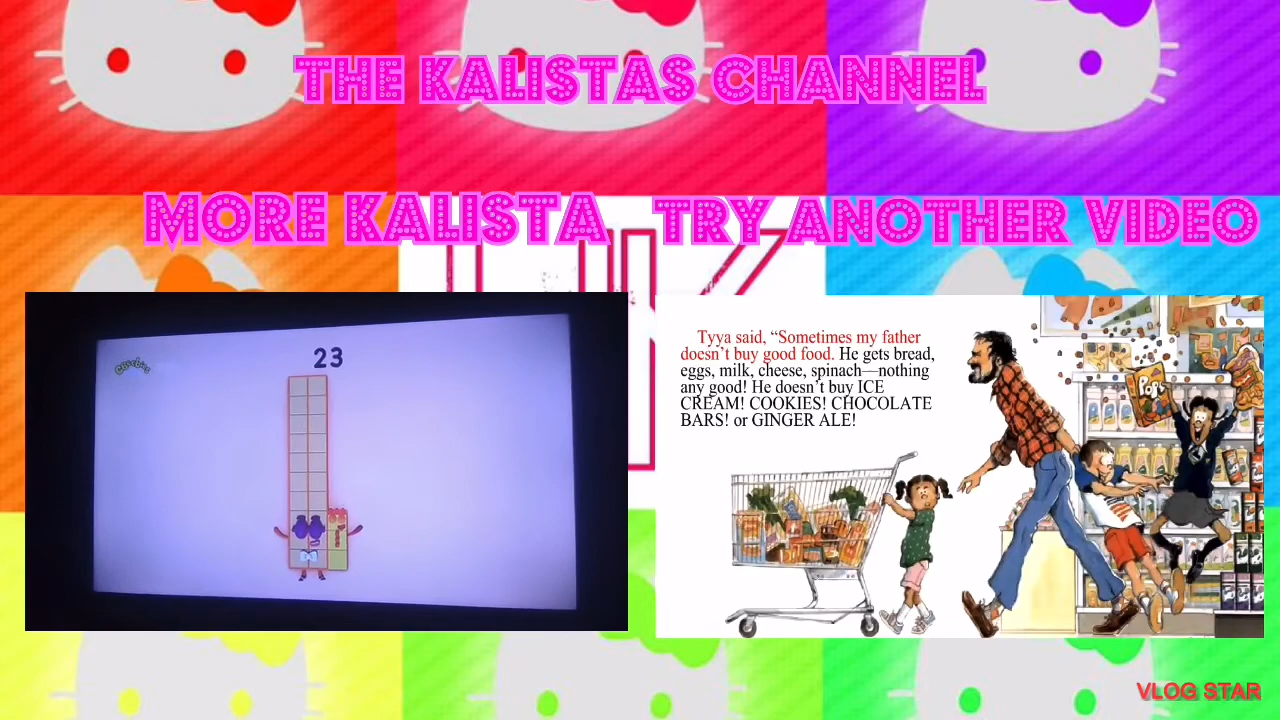 THE KALISTAS CHANNEL
MORE KALISTA
TRY ANOTHER VIDEO
CBeebies
23
Tyya said, “Sometimes my father
doesn’t buy good food. He gets bread,
eggs, milk, cheese, spinach—nothing
any good! He doesn’t buy ICE
CREAM! COOKIES! CHOCOLATE
BARS! or GINGER ALE!
Pops
VLOG STAR